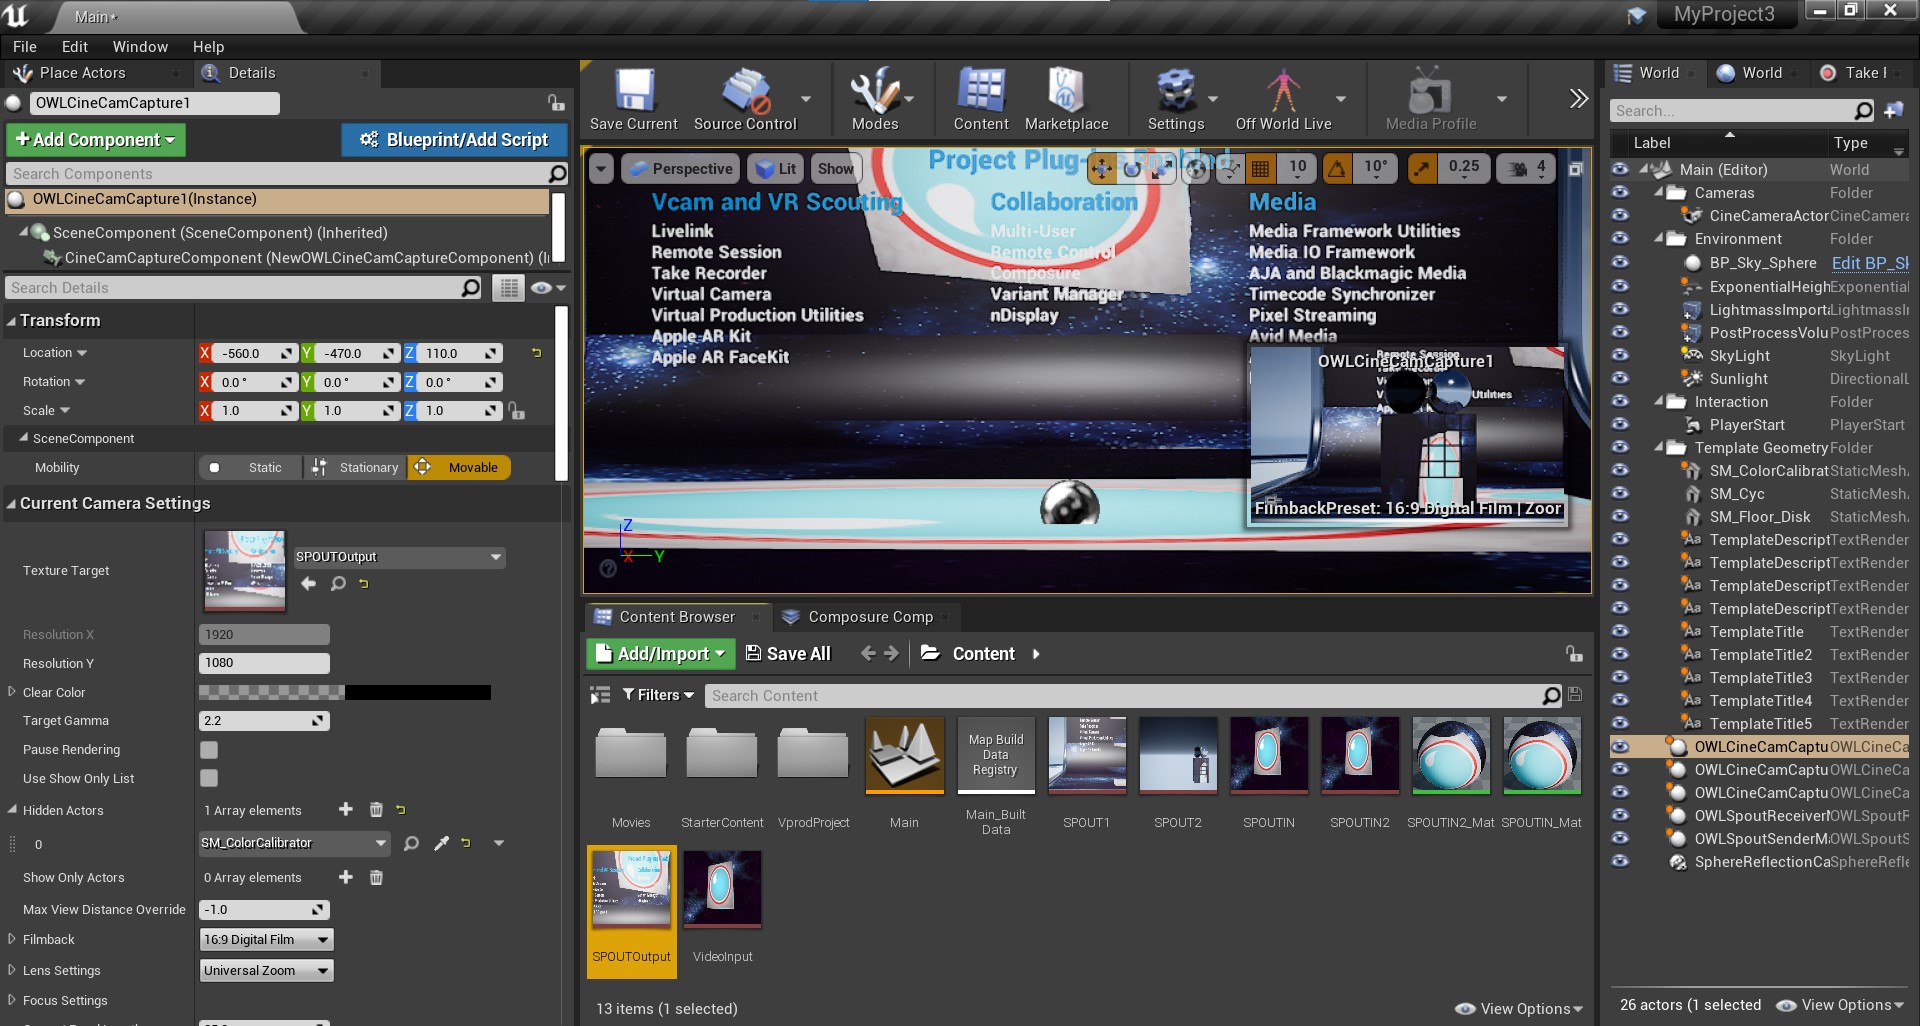 Main*
MyProject3
File Edit Window Help
Place Actors
Details
OWLCineCamCapture1
+Add Component
Blueprint/Add Script
Search Components
OWLCineCamCapture1(Instance)
SceneComponent (SceneComponent) (Inherited)
CineCamCaptureComponent (NewOWLCineCamCaptureComponent) (I
Search Details
Transform
Location X -560.0 Y -470.0 Z 110.0
Rotation X 0.0 ° Y 0.0 ° Z 0.0 °
Scale X 1.0 Y 1.0 Z 1.0
SceneComponent
Mobility Static Stationary Movable
Current Camera Settings
Texture Target
SPOUTOutput
Resolution X 1920
Resolution Y 1080
Clear Color
Target Gamma 2.2
Pause Rendering
Use Show Only List
Hidden Actors 1 Array elements
0 SM_ColorCalibrator
Show Only Actors 0 Array elements
Max View Distance Override -1.0
Filmback 16:9 Digital Film
Lens Settings Universal Zoom
Focus Settings
Save Current
Source Control
Modes
Content
Marketplace
Settings
Off World Live
Media Profile
Perspective Lit Show
10 10° 0.25 4
Project Plug-ins Enabled
Vcam and VR Scouting
Livelink
Remote Session
Take Recorder
Virtual Camera
Virtual Production Utilities
Apple AR Kit
Apple AR FaceKit
Collaboration
Multi-User
Remote Control
Composure
Variant Manager
nDisplay
Media
Media Framework Utilities
Media IO Framework
AJA and Blackmagic Media
Timecode Synchronizer
Pixel Streaming
Avid Media
Remote Session
OWLCineCamCapture1
Utilities
FilmbackPreset: 16:9 Digital Film | Zoor
Z
X Y
Content Browser
Composure Comp
Add/Import
Save All
Content
Filters
Search Content
Map Build
Data
Registry
Movies
StarterContent
VprodProject
Main
Main_Built
Data
SPOUT1
SPOUT2
SPOUTIN
SPOUTIN2
SPOUTIN2_Mat
SPOUTIN_Mat
SPOUTOutput
VideoInput
13 items (1 selected)
View Options
World
World
Take I
Search...
Label Type
Main (Editor) World
Cameras Folder
CineCameraActor CineCamera
Environment Folder
BP_Sky_Sphere Edit BP_Sk
ExponentialHeigh Exponential
LightmassImporta LightmassIr
PostProcessVolu PostProces
SkyLight SkyLight
Sunlight DirectionalL
Interaction Folder
PlayerStart PlayerStart
Template Geometry Folder
SM_ColorCalibrat StaticMesh
SM_Cyc StaticMesh
SM_Floor_Disk StaticMesh
TemplateDescript TextRender
TemplateDescript TextRender
TemplateDescript TextRender
TemplateDescript TextRender
TemplateTitle TextRender
TemplateTitle2 TextRender
TemplateTitle3 TextRender
TemplateTitle4 TextRender
TemplateTitle5 TextRender
OWLCineCamCaptu OWLCineCa
OWLCineCamCaptu OWLCineCa
OWLCineCamCaptu OWLCineCa
OWLSpoutReceiver OWLSpoutR
OWLSpoutSenderM OWLSpoutS
SphereReflectionCa SphereRefle
26 actors (1 selected
View Options